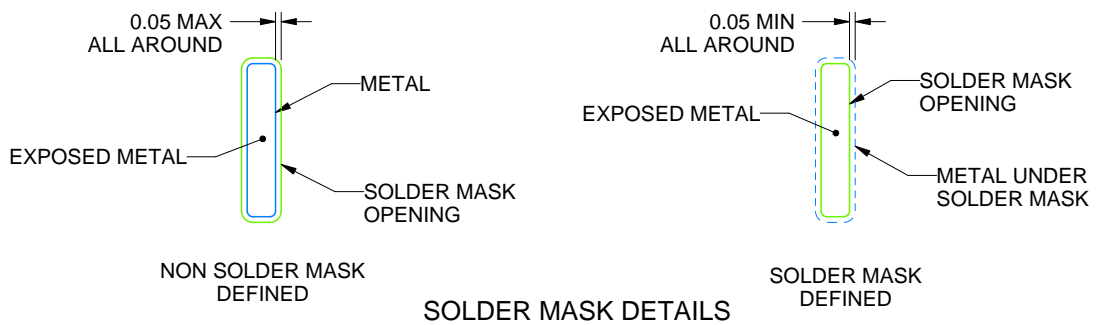 0.05 MAX
ALL AROUND
METAL
EXPOSED METAL
SOLDER MASK
OPENING
NON SOLDER MASK
DEFINED
0.05 MIN
ALL AROUND
SOLDER MASK
OPENING
EXPOSED METAL
METAL UNDER
SOLDER MASK
SOLDER MASK
DEFINED
SOLDER MASK DETAILS